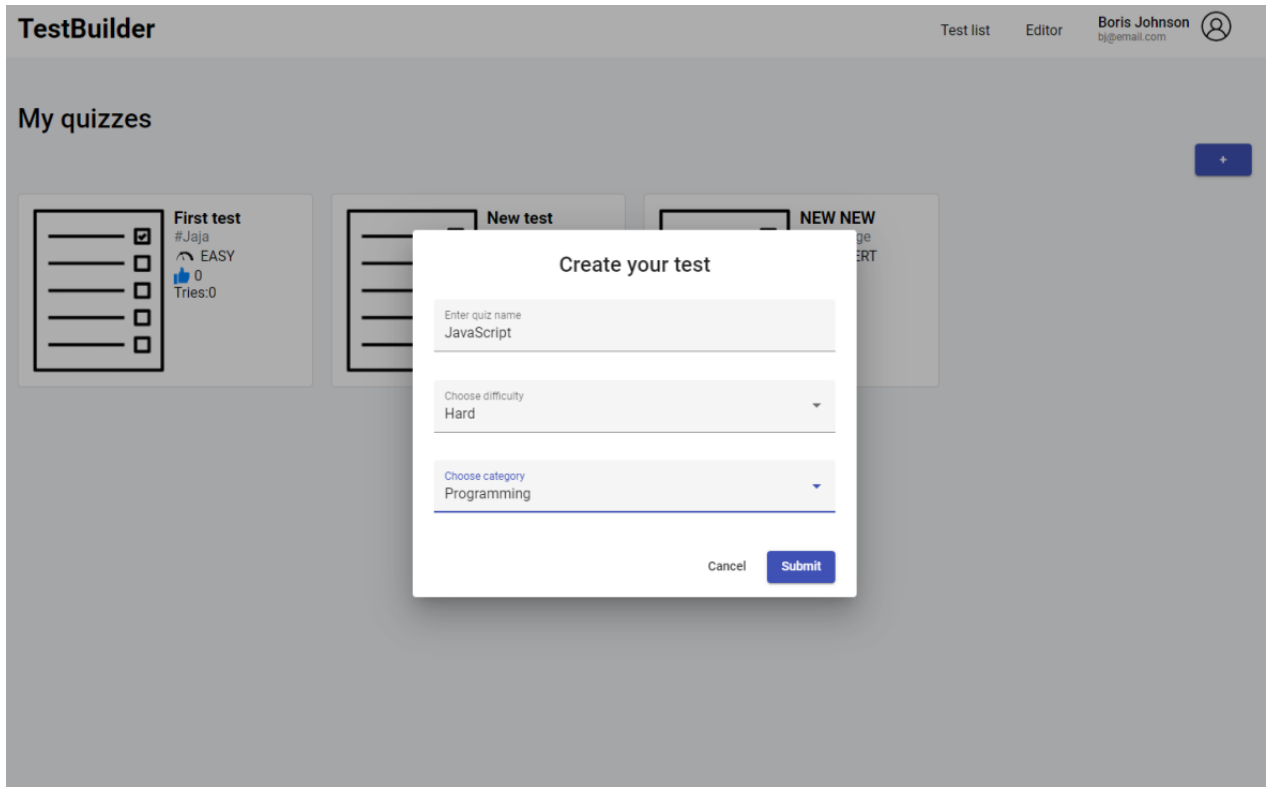 TestBuilder
Test list
Editor
Boris Johnson
bj@email.com
My quizzes
+
First test
#Jaja
EASY
0
Tries:0
New test
NEW NEW
Create your test
Enter quiz name
JavaScript
Choose difficulty
Hard
Choose category
Programming
Cancel
Submit